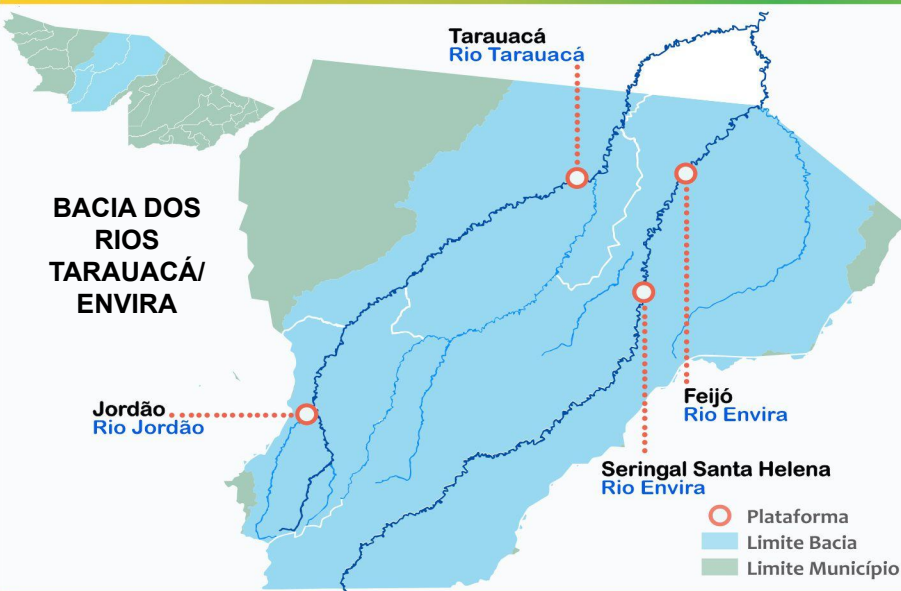 Tarauacá
Rio Tarauacá
BACIA DOS
RIOS
TARAUACÁ/
ENVIRA
Jordão
Rio Jordão
Feijó
Rio Envira
Seringal Santa Helena
Rio Envira
Plataforma
Limite Bacia
Limite Município